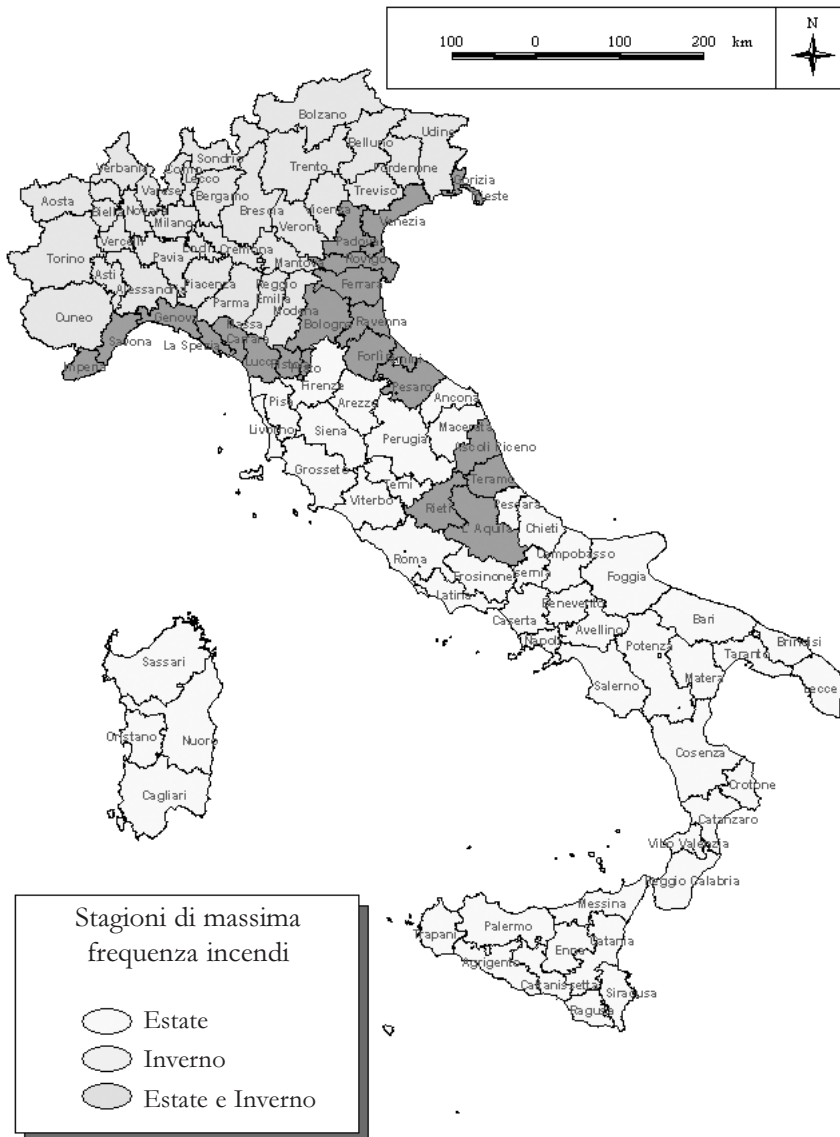 N
100 0 100 200 km
Bolzano
Udine
Belluno
Sondrio
Verbania
Como
Trento
Pordenone
Lecco
Gorizia
Varese
Treviso
Bergamo
Trieste
Aosta
Biella
Novara
Vicenza
Brescia
Venezia
Milano
Verona
Padova
Vercelli
Lodi
Cremona
Torino
Pavia
Rovigo
Mantova
Asti
Alessandria
Piacenza
Reggio
Ferrara
Emilia
Parma
Modena
Cuneo
Genova
Massa
Bologna
Ravenna
Carrara
Savona
La Spezia
Lucca
Forlì
Imperia
Firenze
Pesaro
Pisa
Arezzo
Ancona
Livorno
Siena
Macerata
Perugia
Ascoli Piceno
Grosseto
Teramo
Terni
Viterbo
Rieti
Pescara
L' Aquila
Chieti
Roma
Campobasso
Frosinone
Isernia
Foggia
Latina
Benevento
Caserta
Bari
Avellino
Napoli
Potenza
Brindisi
Taranto
Sassari
Matera
Salerno
Lecce
Oristano
Nuoro
Cosenza
Crotone
Cagliari
Catanzaro
Vibo Valenzia
Reggio Calabria
Messina
Palermo
Trapani
Catania
Enna
Agrigento
Caltanissetta
Siragusa
Ragusa
Stagioni di massima
frequenza incendi
Estate
Inverno
Estate e Inverno